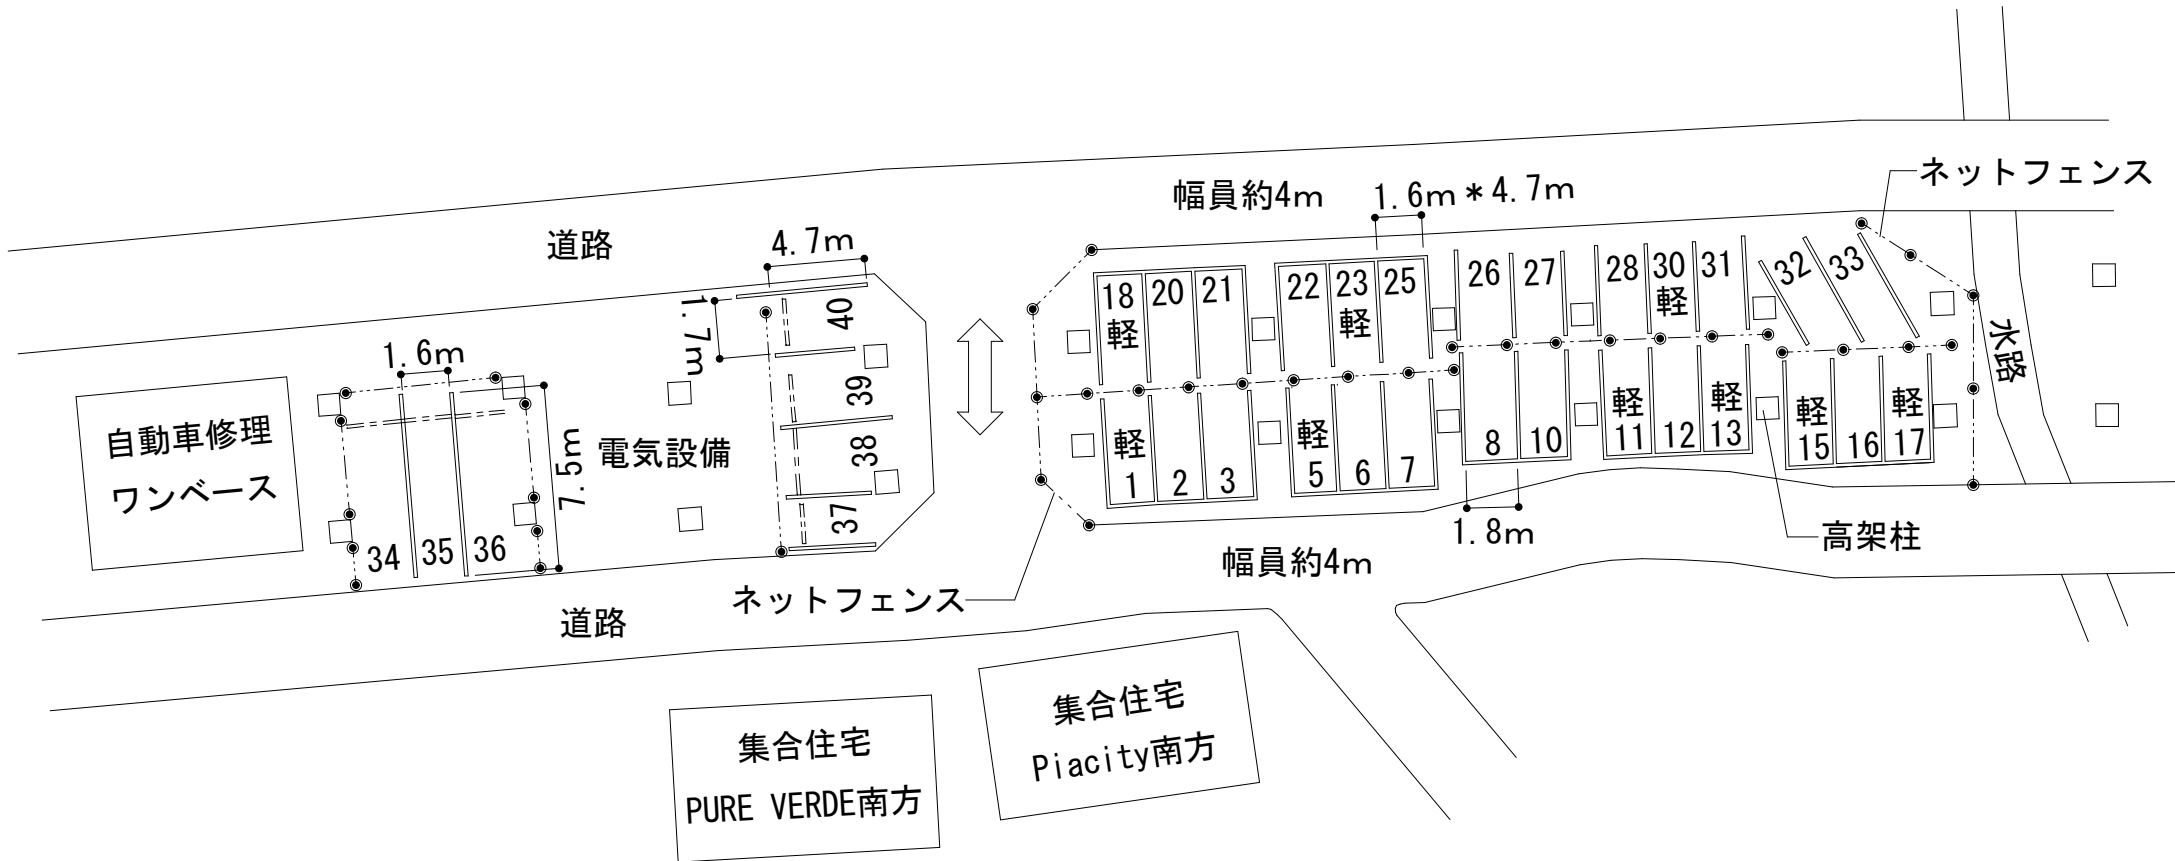 ネットフェンス
幅員約4m
1.6m*4.7m
道路
4.7m
1.7m
40
39
38
37
18
軽
20
21
22
23
軽
25
26
27
28
30
軽
31
32
33
水路
1.6m
自動車修理
ワンベース
34
35
36
7.5m
電気設備
軽
1
2
3
軽
5
6
7
8
10
軽
11
12
軽
13
軽
15
16
軽
17
1.8m
高架柱
幅員約4m
ネットフェンス
道路
集合住宅
PURE VERDE南方
集合住宅
Piacity南方